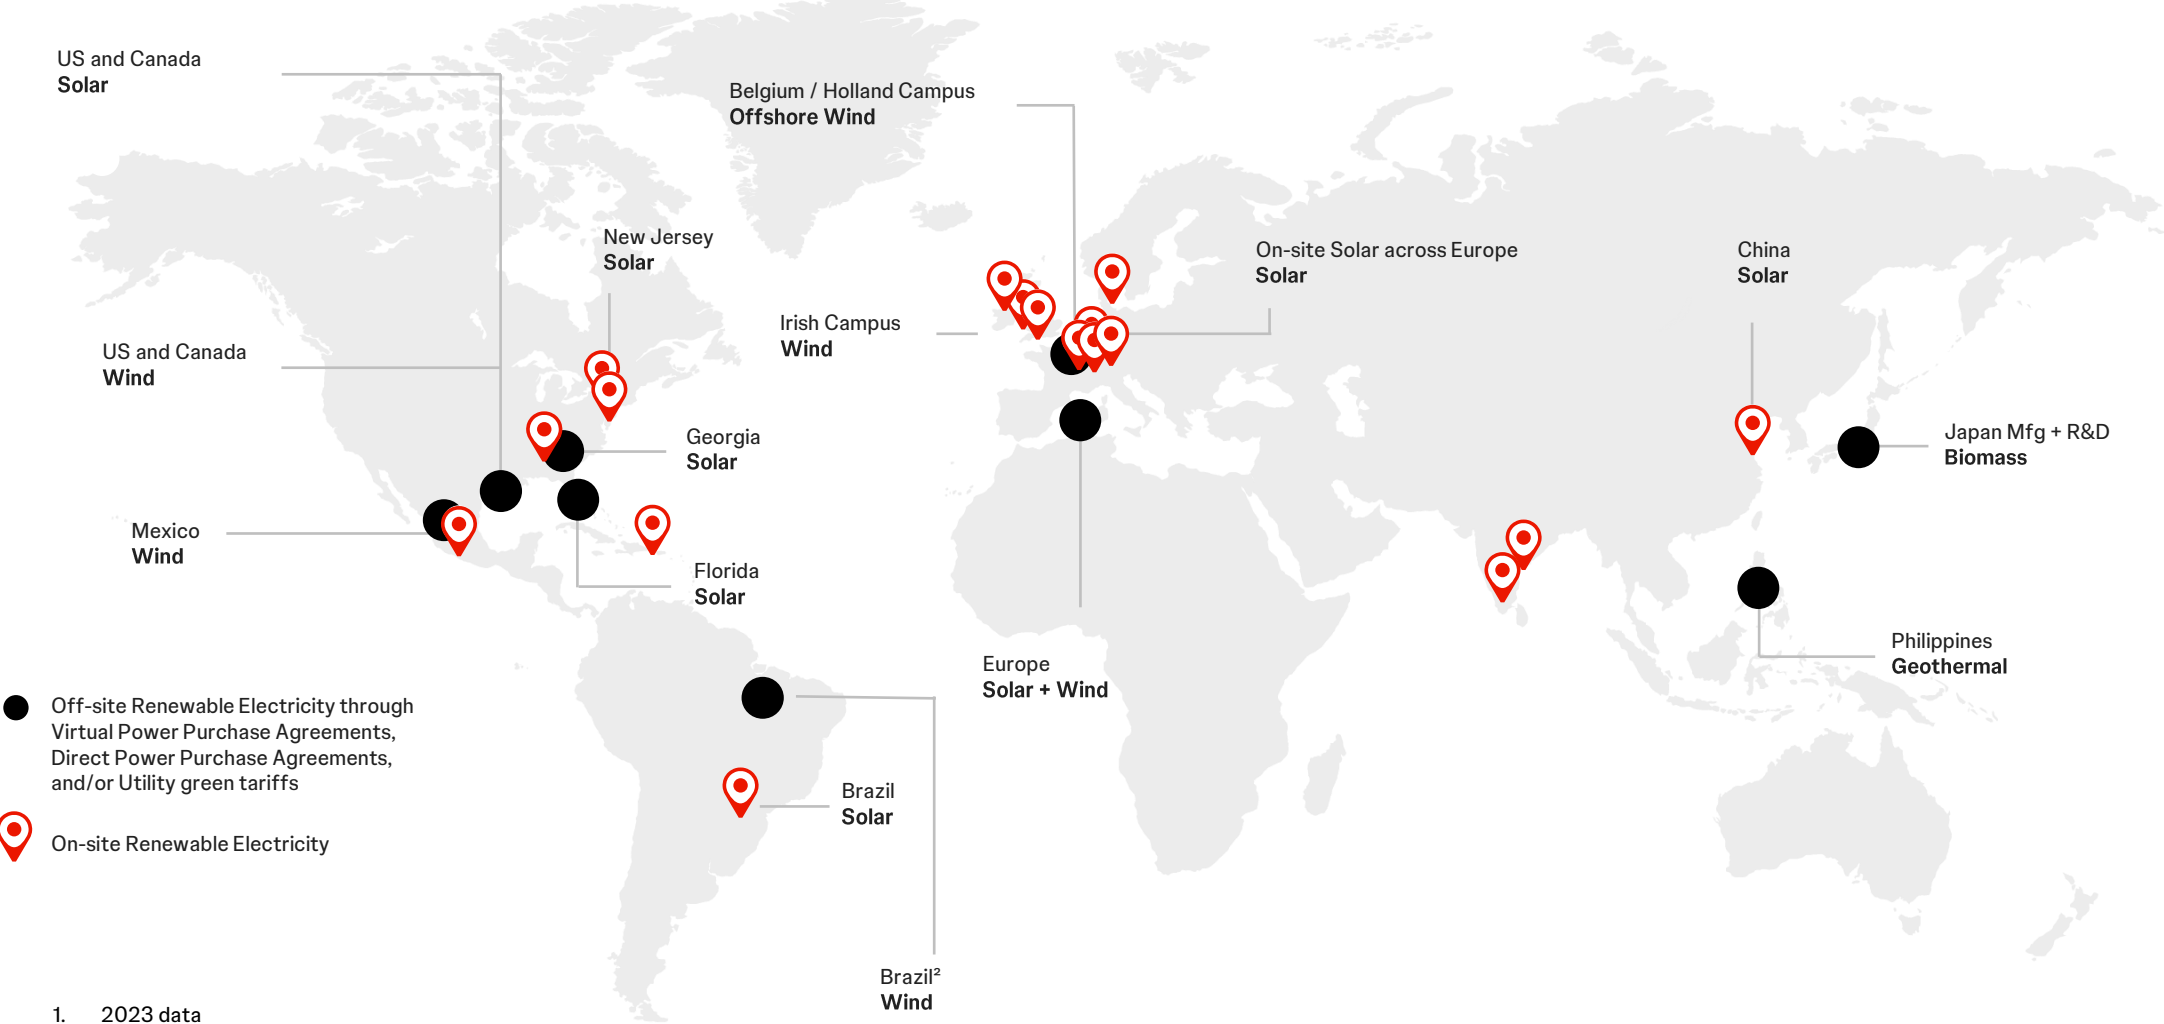 US and Canada
Solar
Belgium / Holland Campus
Offshore Wind
New Jersey
Solar
On-site Solar across Europe
Solar
China
Solar
Irish Campus
Wind
US and Canada
Wind
Georgia
Solar
Japan Mfg + R&D
Biomass
Mexico
Wind
Florida
Solar
Europe
Solar + Wind
Philippines
Geothermal
Off-site Renewable Electricity through
Virtual Power Purchase Agreements,
Direct Power Purchase Agreements,
and/or Utility green tariffs
Brazil
Solar
On-site Renewable Electricity
Brazil²
Wind
1. 2023 data